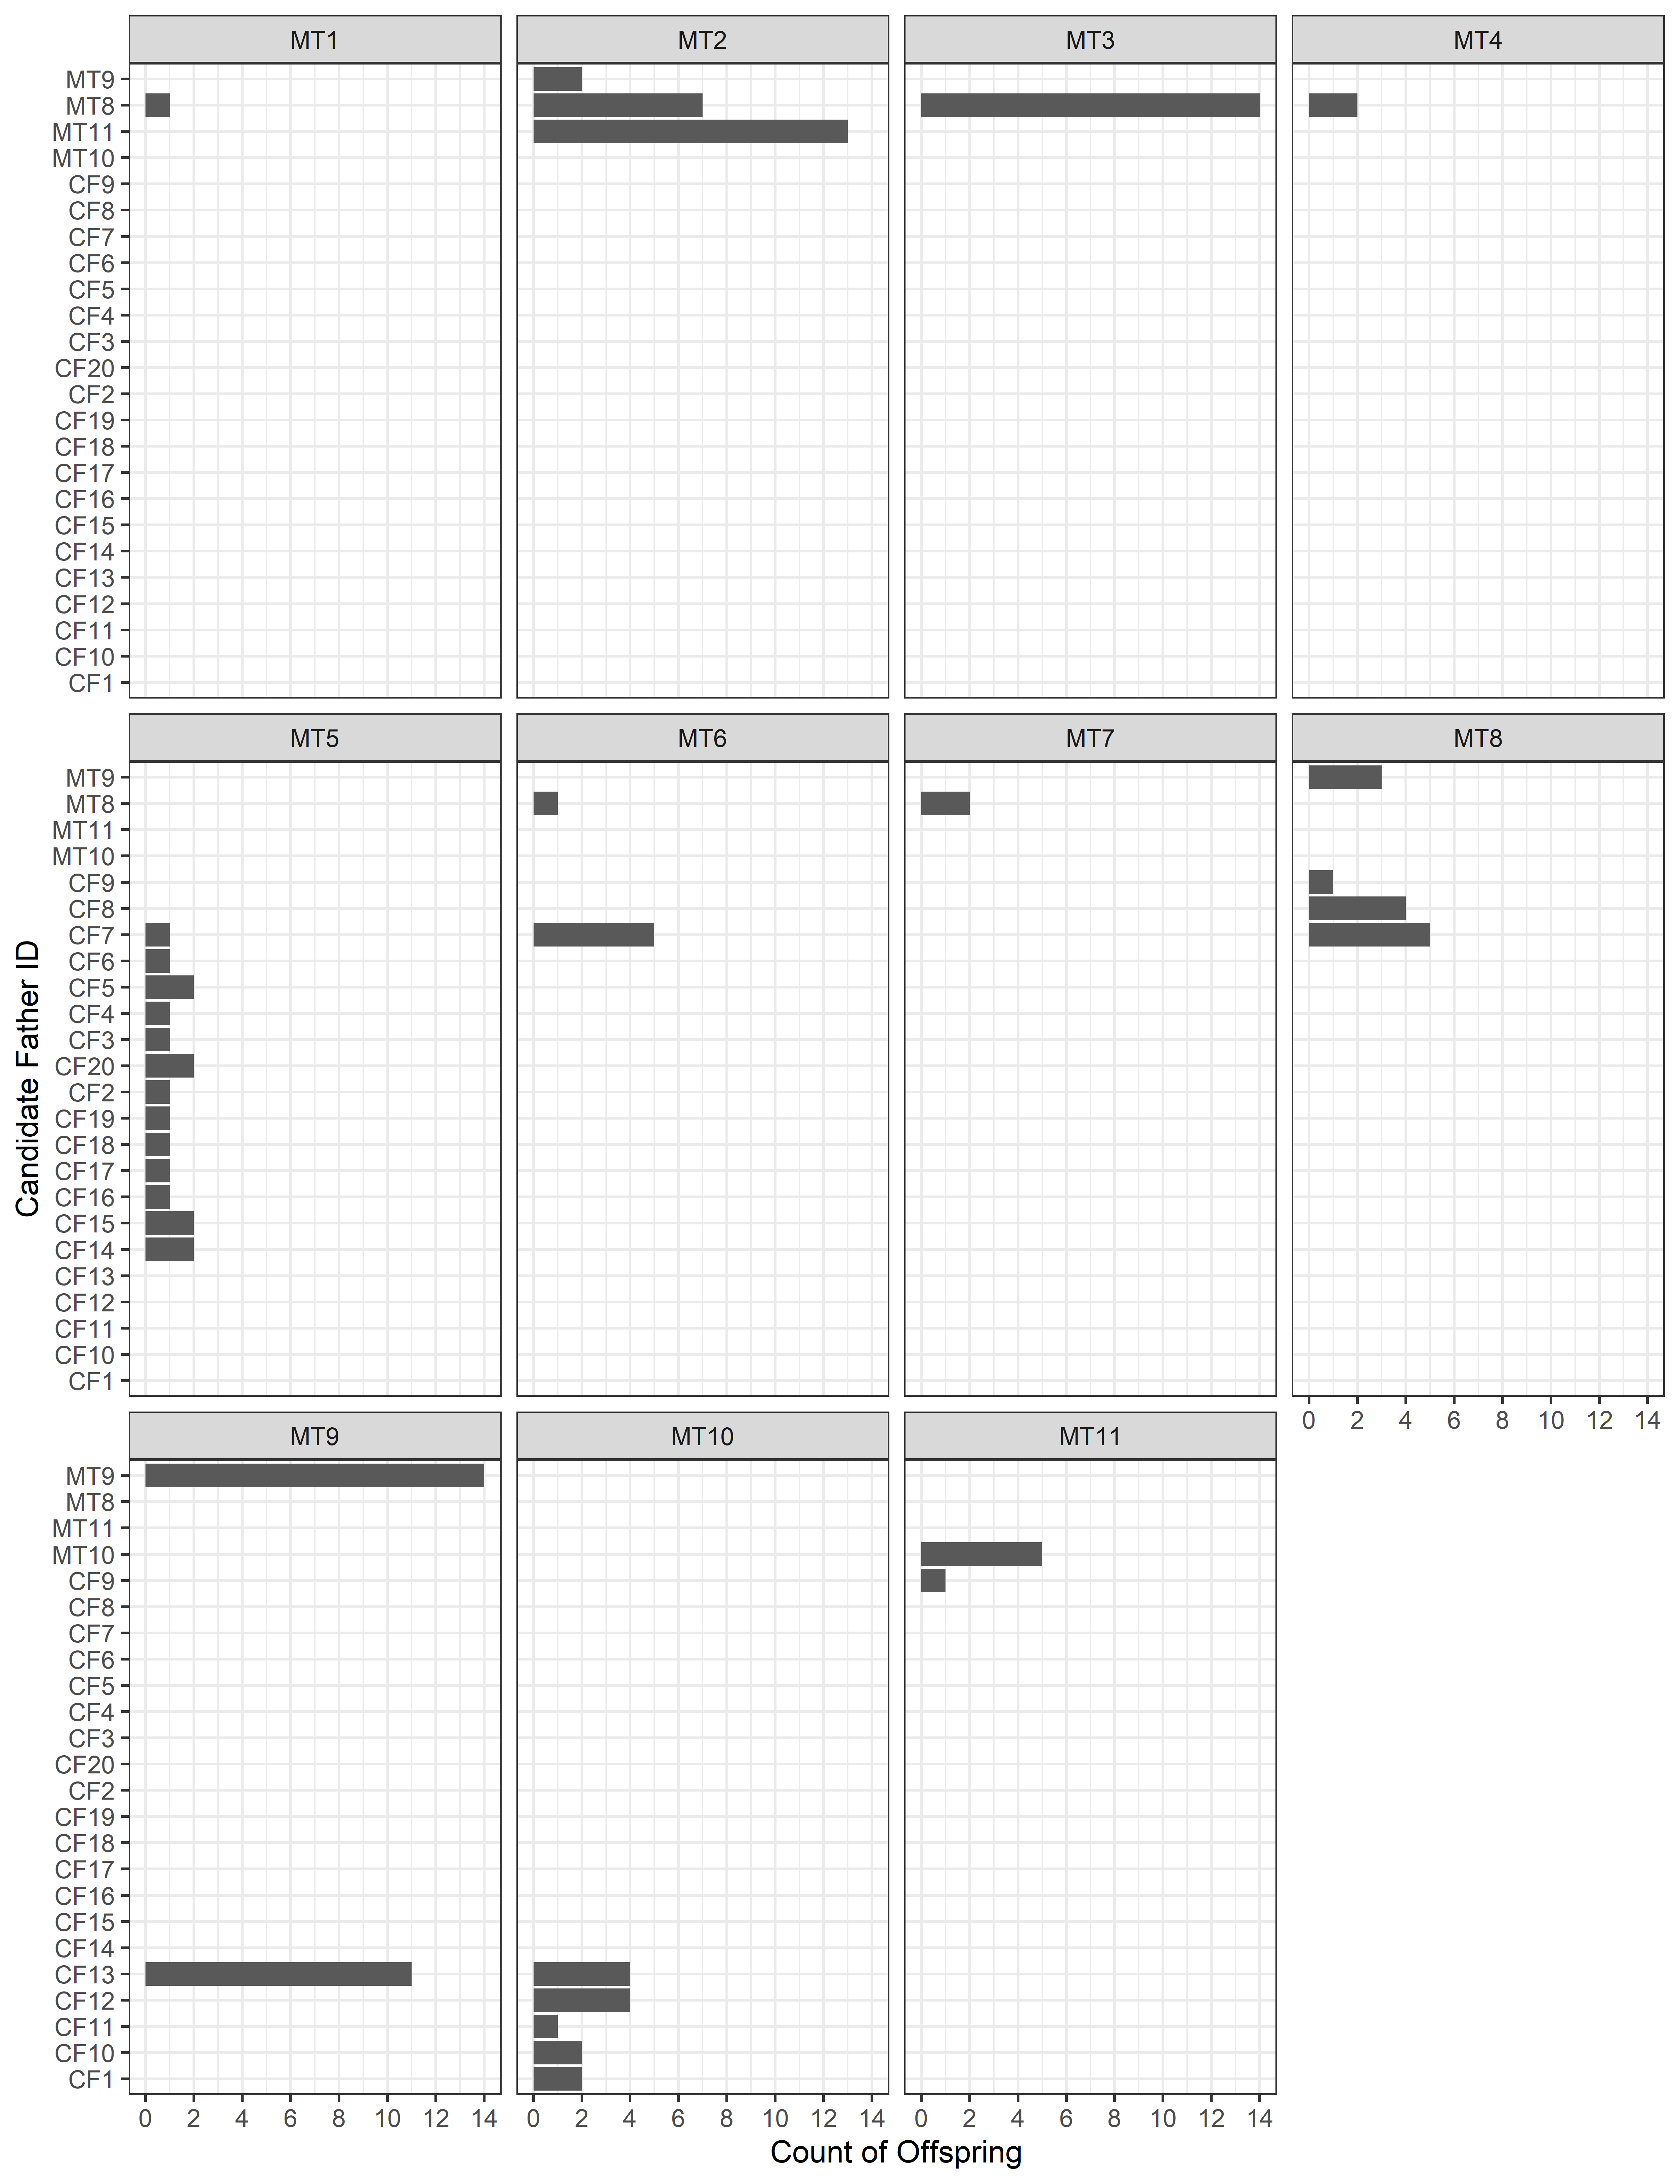 MT1 MT2 MT3 MT4
MT9
MT8
MT11
MT10
CF9
CF8
CF7
CF6
CF5
CF4
CF3
CF20
CF2
CF19
CF18
CF17
CF16
CF15
CF14
CF13
CF12
CF11
CF10
CF1
MT5 MT6 MT7 MT8
MT9
MT8
MT11
MT10
CF9
CF8
CF7
CF6
CF5
CF4
CF3
CF20
CF2
CF19
CF18
CF17
CF16
CF15
CF14
CF13
CF12
CF11
CF10
CF1
0 2 4 6 8 10 12 14
Candidate Father ID
MT9 MT10 MT11
MT9
MT8
MT11
MT10
CF9
CF8
CF7
CF6
CF5
CF4
CF3
CF20
CF2
CF19
CF18
CF17
CF16
CF15
CF14
CF13
CF12
CF11
CF10
CF1
0 2 4 6 8 10 12 14 0 2 4 6 8 10 12 14 0 2 4 6 8 10 12 14
Count of Offspring